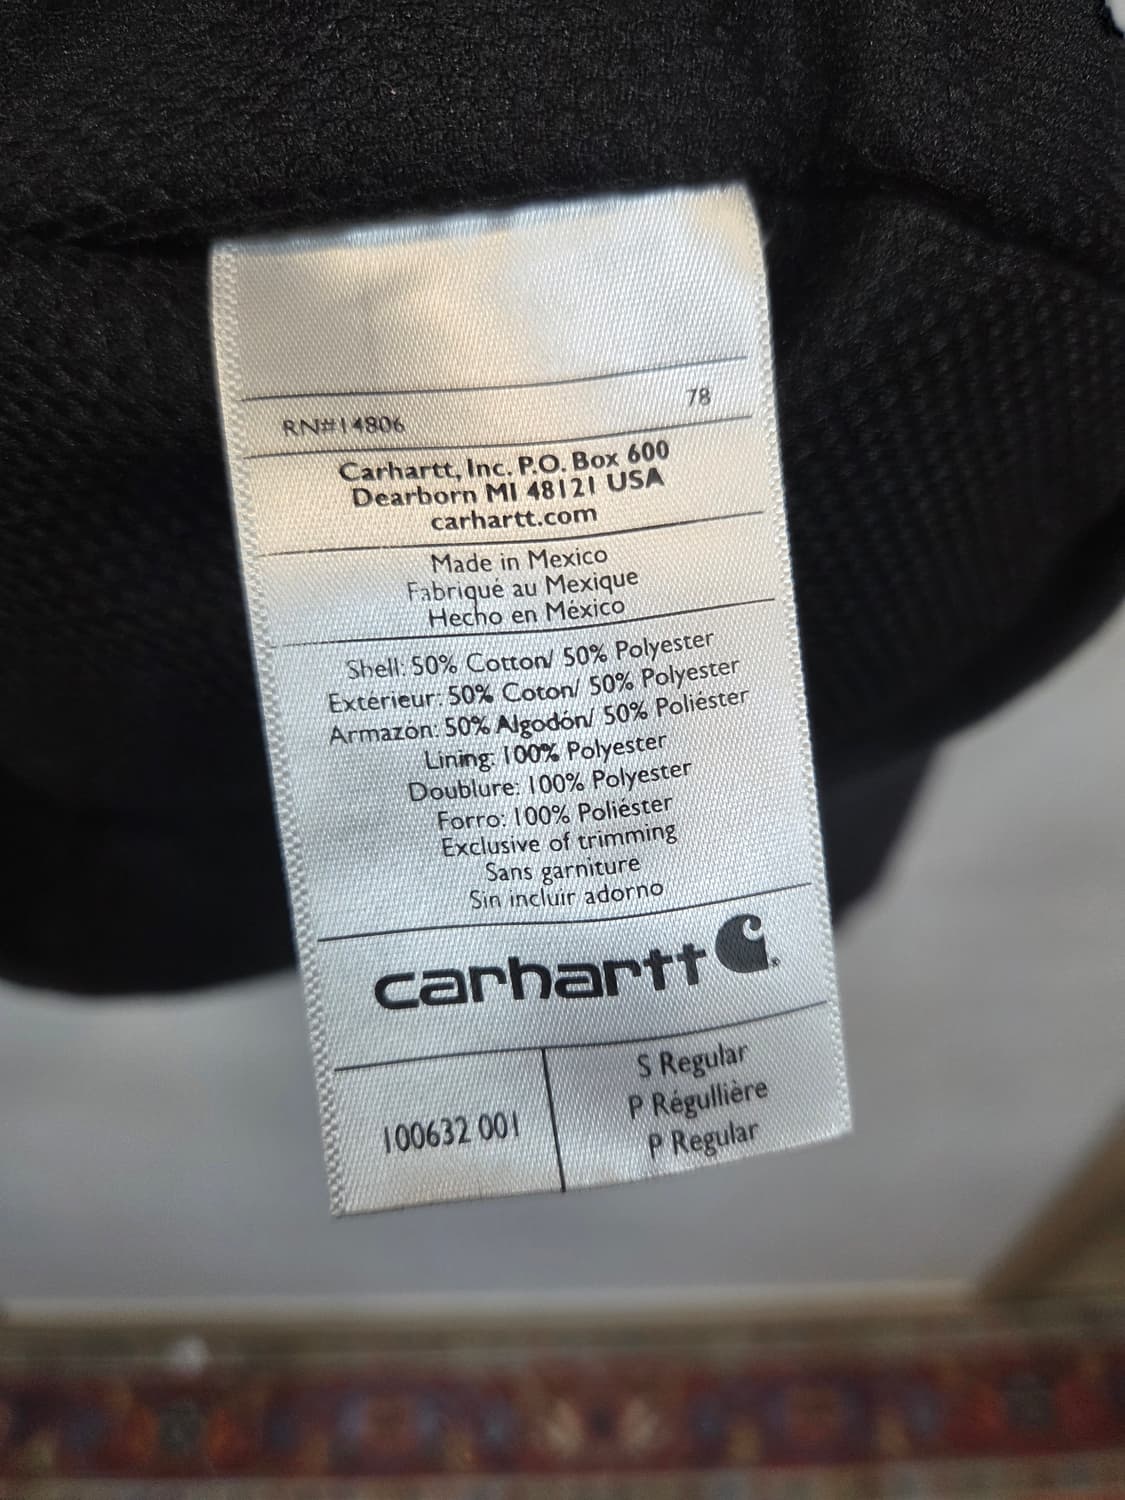 RN#14806 78
Carhartt, Inc. P.O. Box 600
Dearborn MI 48121 USA
carhartt.com
Made in Mexico
Fabriqué au Mexique
Hecho en México
Shell: 50% Cotton/ 50% Polyester
Extérieur: 50% Coton/ 50% Polyester
Armazón: 50% Algodón/ 50% Poliéster
Lining: 100% Polyester
Doublure: 100% Polyester
Forro: 100% Poliéster
Exclusive of trimming
Sans garniture
Sin incluir adorno
carhartt
100632 001
S Regular
P Régullière
P Regular